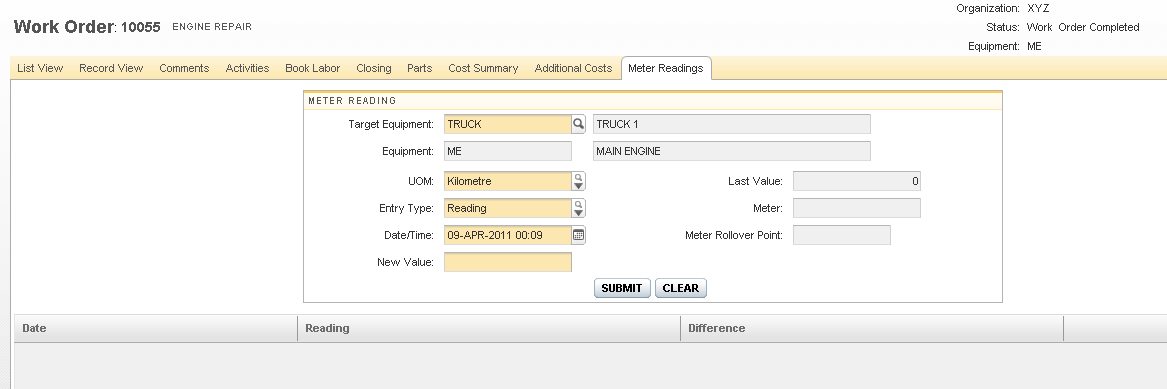 Organization: XYZ
Work Order: 10055 ENGINE REPAIR
Status: Work Order Completed
Equipment: ME
List View Record View Comments Activities Book Labor Closing Parts Cost Summary Additional Costs Meter Readings
METER READING
Target Equipment: TRUCK TRUCK 1
Equipment: ME MAIN ENGINE
UOM: Kilometre Last Value: 0
Entry Type: Reading Meter:
Date/Time: 09-APR-2011 00:09 Meter Rollover Point:
New Value:
SUBMIT CLEAR
Date Reading Difference